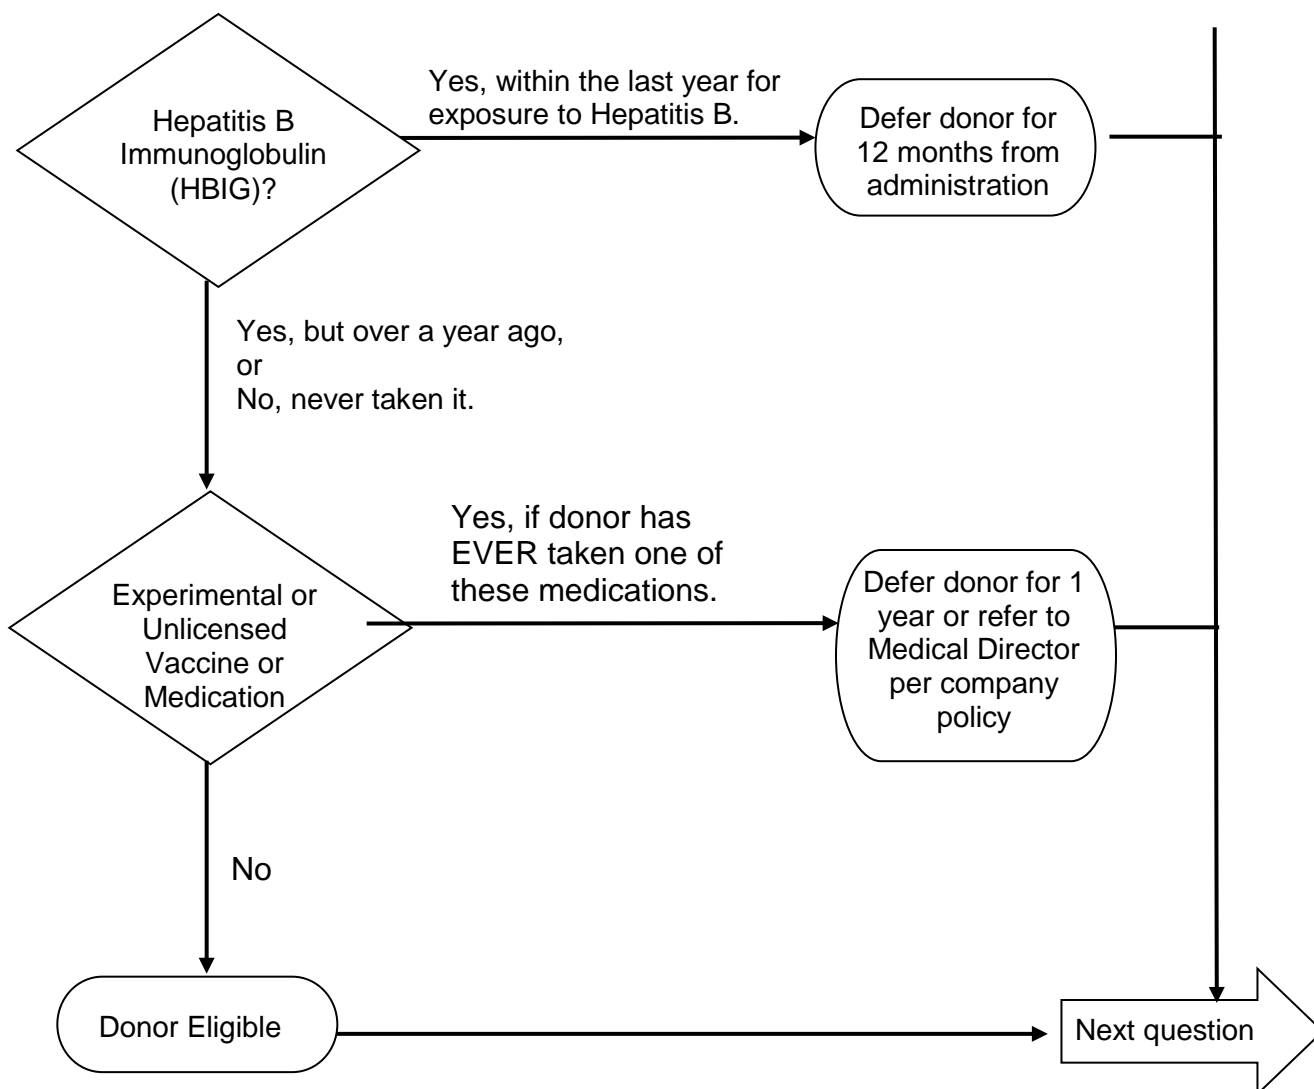 Hepatitis B
Immunoglobulin
(HBIG)?
Yes, within the last year for
exposure to Hepatitis B.
Defer donor for
12 months from
administration
Yes, but over a year ago,
or
No, never taken it.
Experimental or
Unlicensed
Vaccine or
Medication
Yes, if donor has
EVER taken one of
these medications.
Defer donor for 1
year or refer to
Medical Director
per company
policy
No
Donor Eligible
Next question